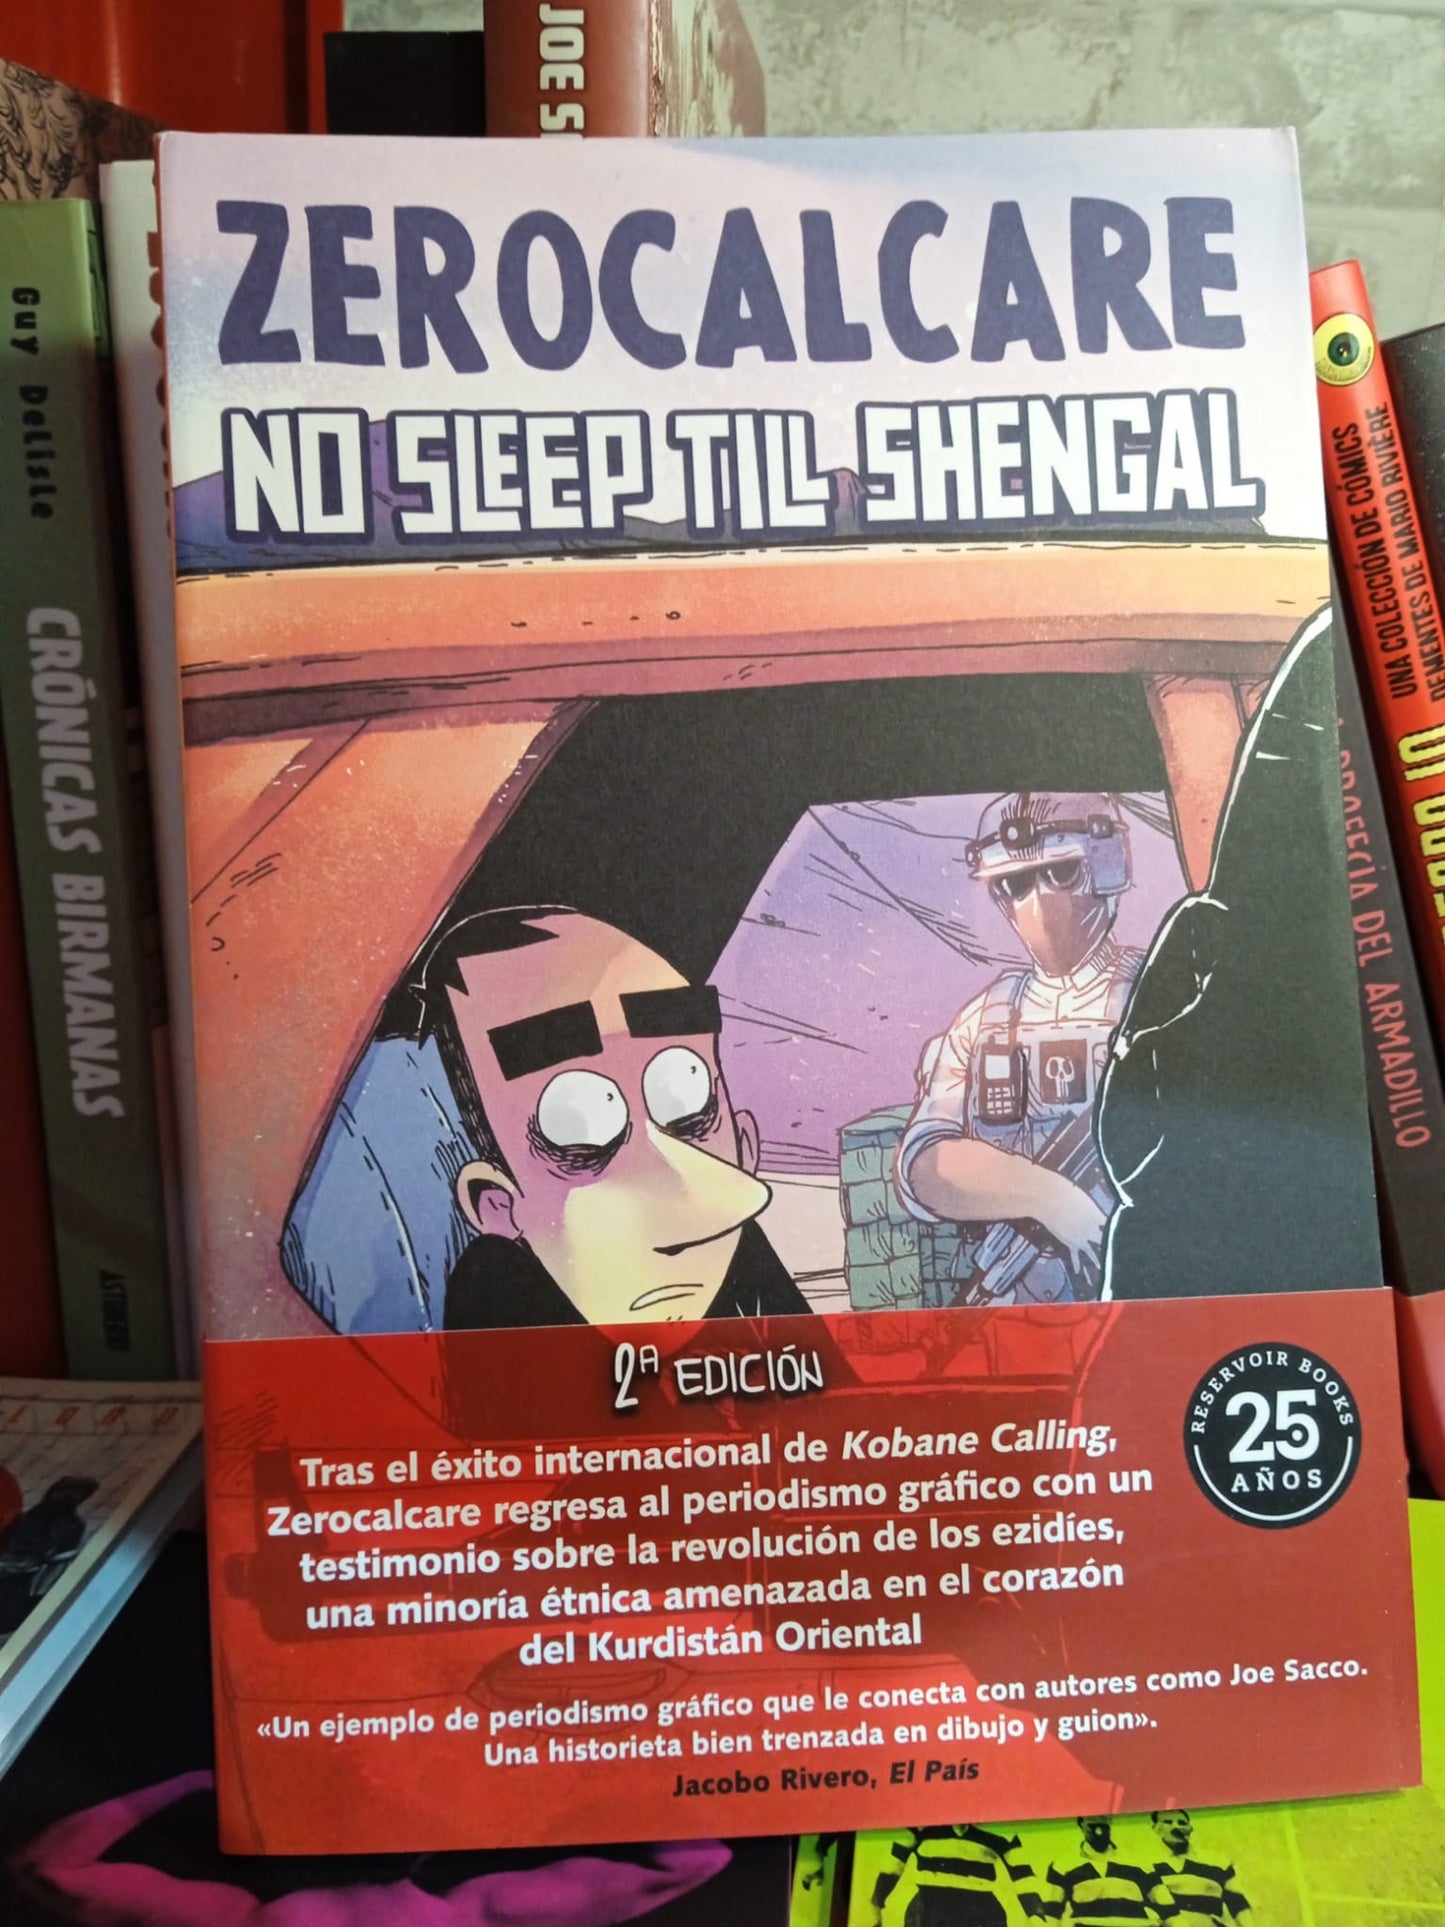 JOE S
ZEROCALCARE
NO SLEEP TILL SHENGAL
Guy Delisle
CRÓNICAS BIRMANAS
ASTIBERRI
UNA COLECCIÓN DE CÓMICS
DEMENTES DE MARIO RIVIÈRE
PROFECÍA DEL ARMADILLO
2ª EDICIÓN
Tras el éxito internacional de Kobane Calling,
Zerocalcare regresa al periodismo gráfico con un
testimonio sobre la revolución de los ezidíes,
una minoría étnica amenazada en el corazón
del Kurdistán Oriental
RESERVOIR BOOKS
25
AÑOS
«Un ejemplo de periodismo gráfico que le conecta con autores como Joe Sacco.
Una historieta bien trenzada en dibujo y guion».
Jacobo Rivero, El País